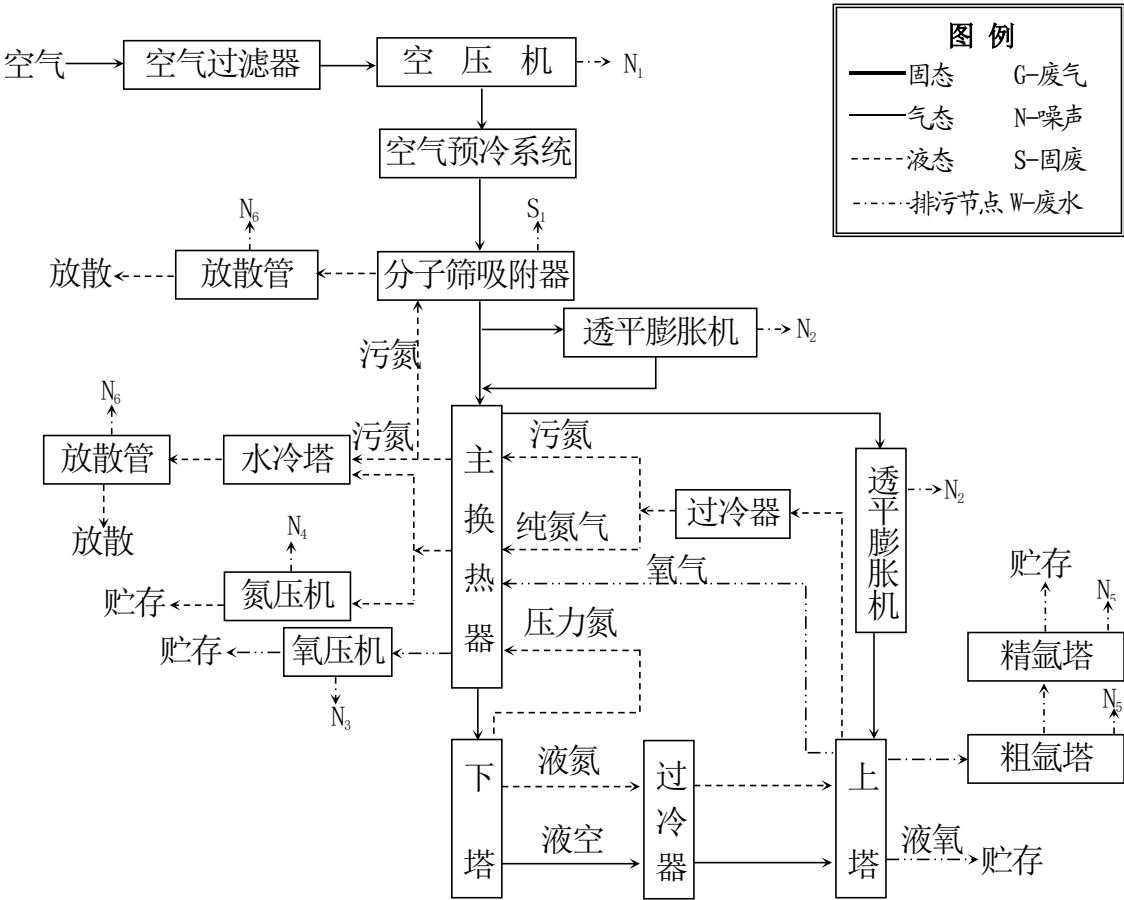 图 例
固态 G-废气
气态 N-噪声
液态 S-固废
排污节点 W-废水
空气
空气过滤器
空 压 机
N₁
空气预冷系统
N₆
S₁
放散
放散管
分子筛吸附器
透平膨胀机
N₂
污氮
N₆
放散管
水冷塔
污氮
主换热器
污氮
过冷器
透平膨胀机
N₂
放散
纯氮气
N₄
氧气
贮存
氮压机
压力氮
贮存
N₅
贮存
氧压机
精氩塔
N₃
N₅
粗氩塔
下塔
液氮
过冷器
上塔
液空
液氧
贮存